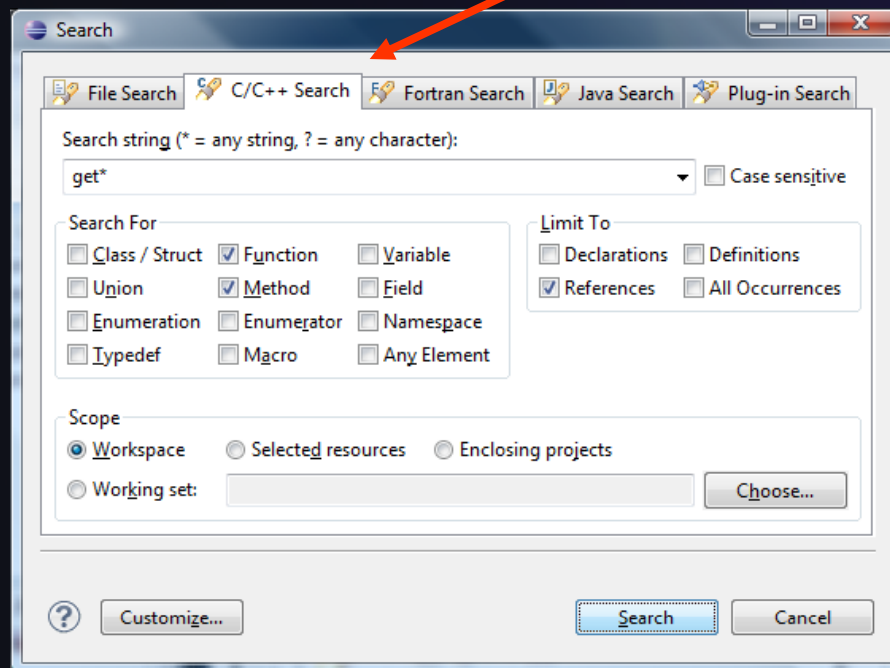 Search
File Search C/C++ Search Fortran Search Java Search Plug-in Search
Search string (* = any string, ? = any character):
get* Case sensitive
Search For Limit To
Class / Struct Function Variable Declarations Definitions
Union Method Field References All Occurrences
Enumeration Enumerator Namespace
Typedef Macro Any Element
Scope
Workspace Selected resources Enclosing projects
Working set: Choose...
? Customize... Search Cancel